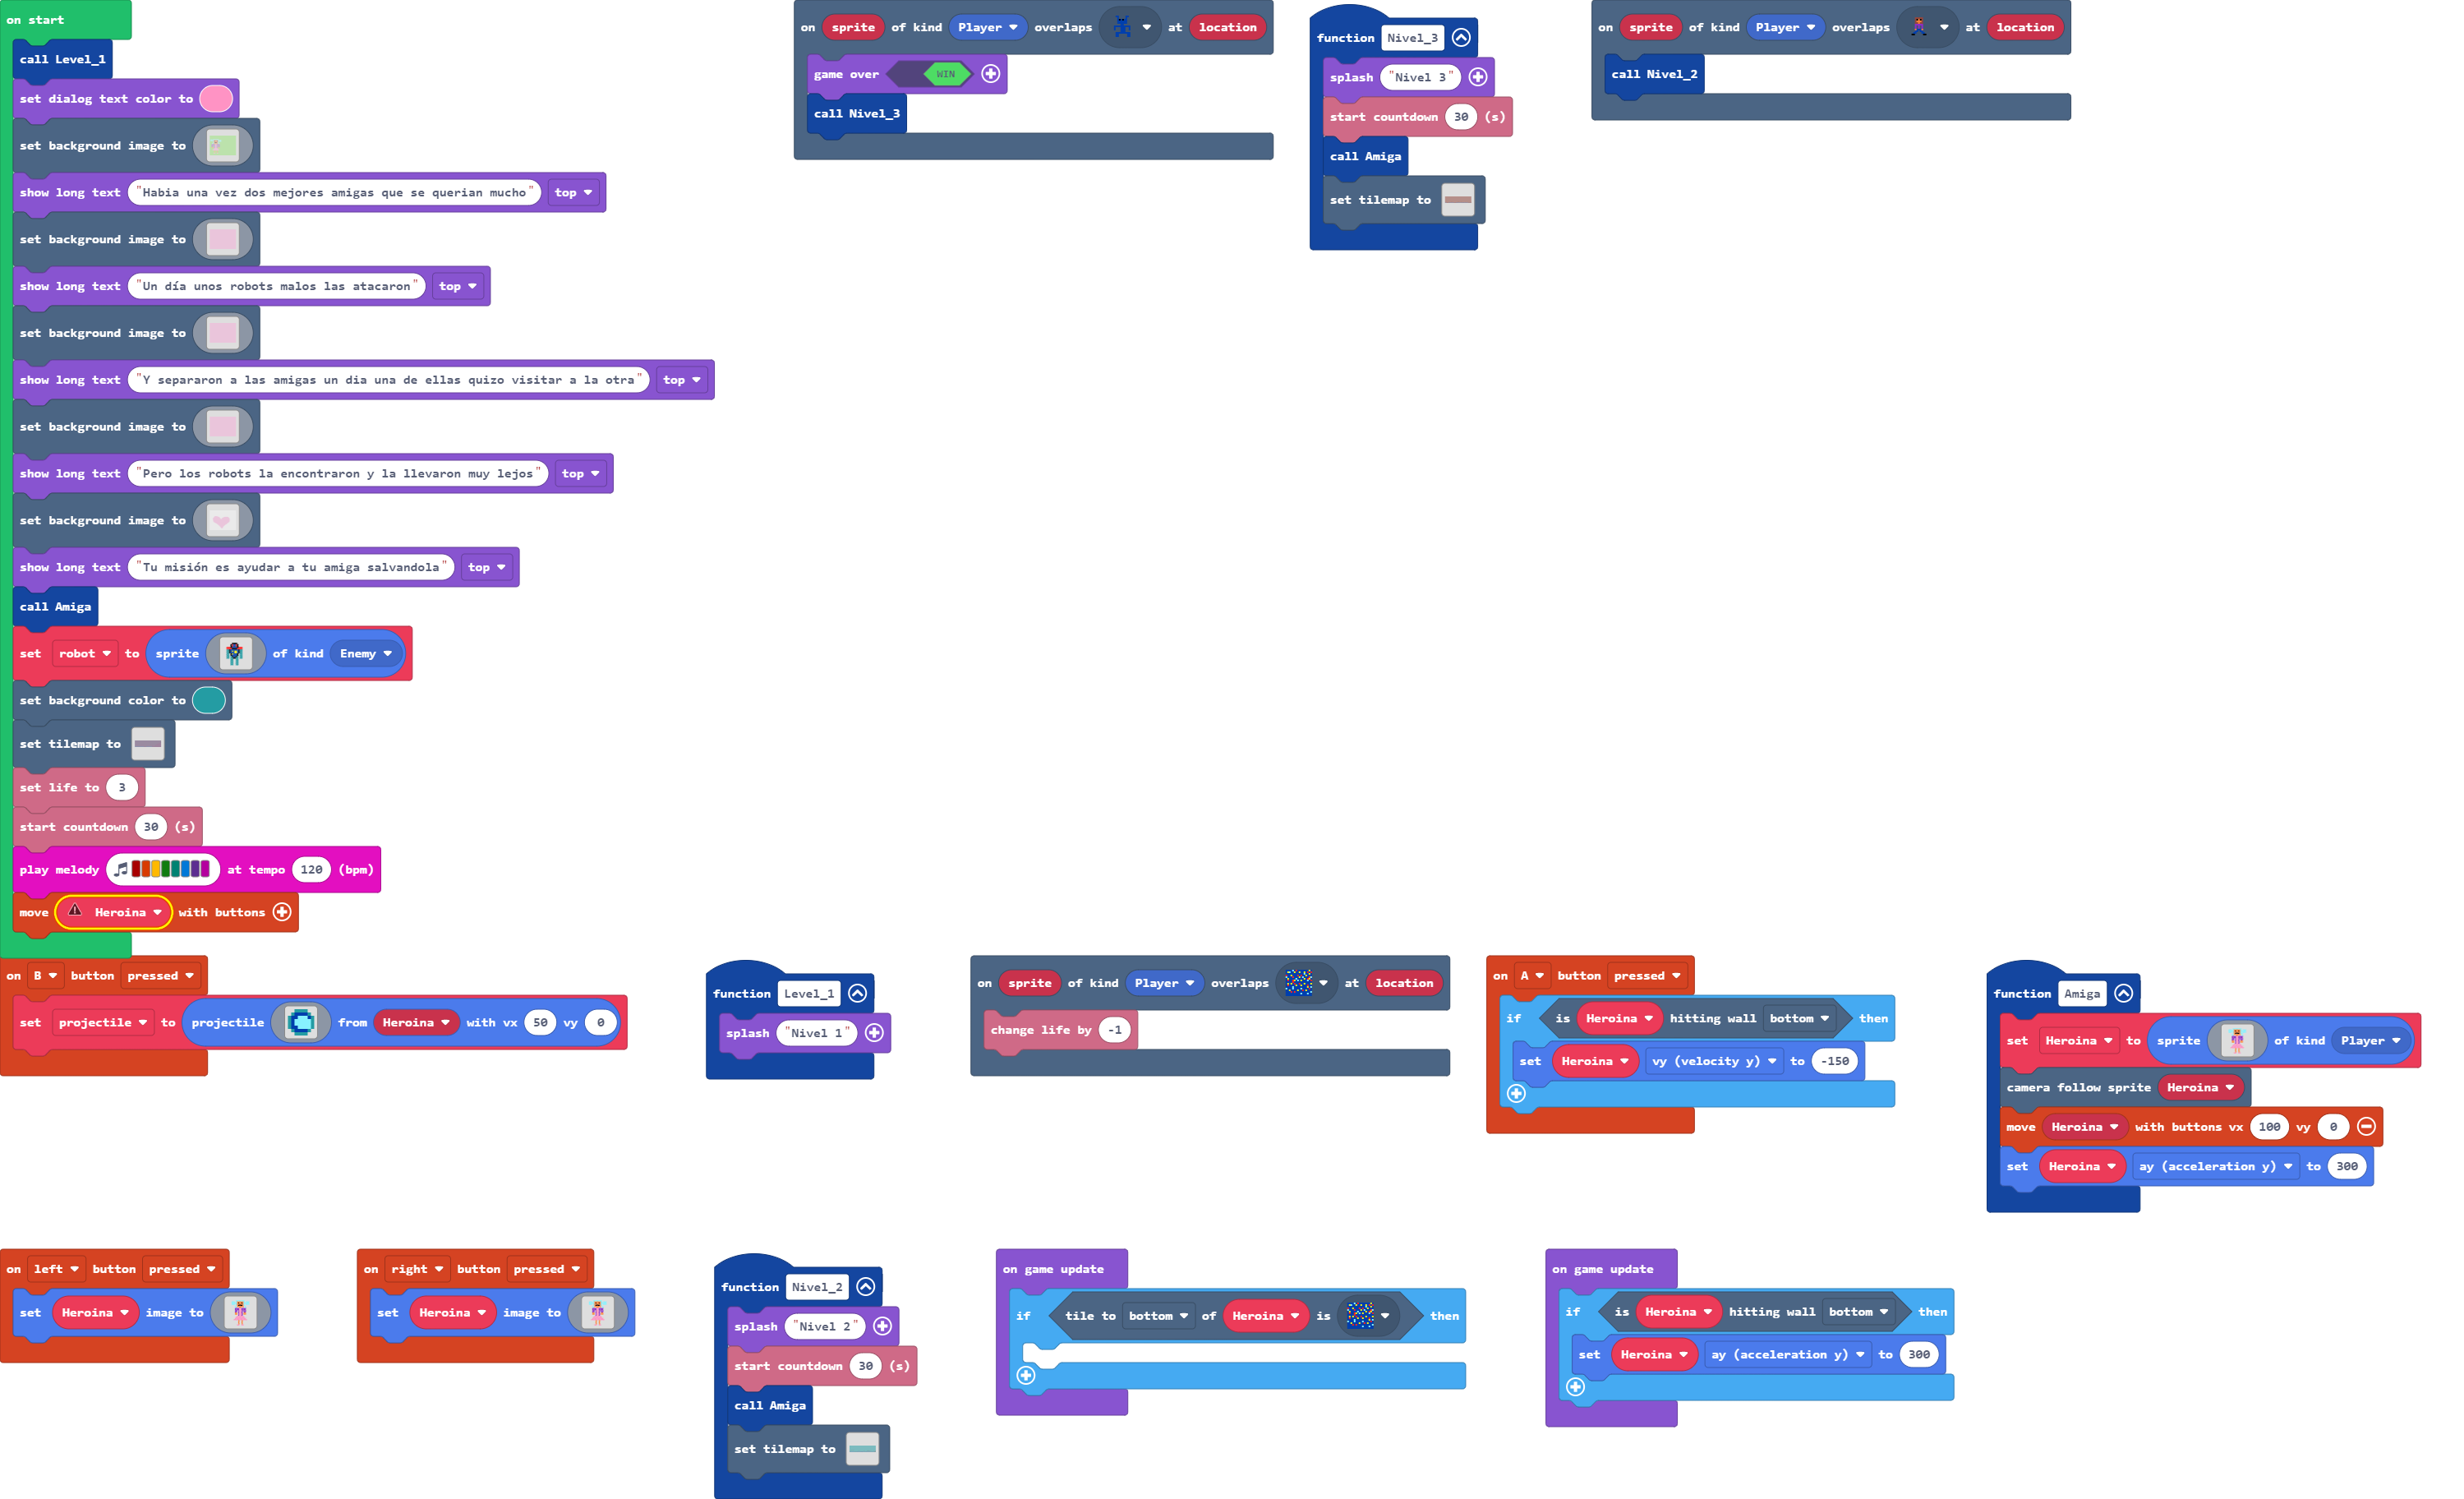 on start
call Level_1
set dialog text color to
set background image to
show long text "Habia una vez dos mejores amigas que se querian mucho" top
set background image to
show long text "Un día unos robots malos las atacaron" top
set background image to
show long text "Y separaron a las amigas un dia una de ellas quizo visitar a la otra" top
set background image to
show long text "Pero los robots la encontraron y la llevaron muy lejos" top
set background image to
show long text "Tu misión es ayudar a tu amiga salvandola" top
call Amiga
set robot to sprite of kind Enemy
set background color to
set tilemap to
set life to 3
start countdown 30 (s)
play melody at tempo 120 (bpm)
move Heroina with buttons
on sprite of kind Player overlaps at location
game over WIN
call Nivel_3
function Nivel_3
splash "Nivel 3"
start countdown 30 (s)
call Amiga
set tilemap to
on sprite of kind Player overlaps at location
call Nivel_2
on B button pressed
set projectile to projectile from Heroina with vx 50 vy 0
function Level_1
splash "Nivel 1"
on sprite of kind Player overlaps at location
change life by -1
on A button pressed
if is Heroina hitting wall bottom then
set Heroina vy (velocity y) to -150
function Amiga
set Heroina to sprite of kind Player
camera follow sprite Heroina
move Heroina with buttons vx 100 vy 0
set Heroina ay (acceleration y) to 300
on left button pressed
set Heroina image to
on right button pressed
set Heroina image to
function Nivel_2
splash "Nivel 2"
start countdown 30 (s)
call Amiga
set tilemap to
on game update
if tile to bottom of Heroina is then
on game update
if is Heroina hitting wall bottom then
set Heroina ay (acceleration y) to 300